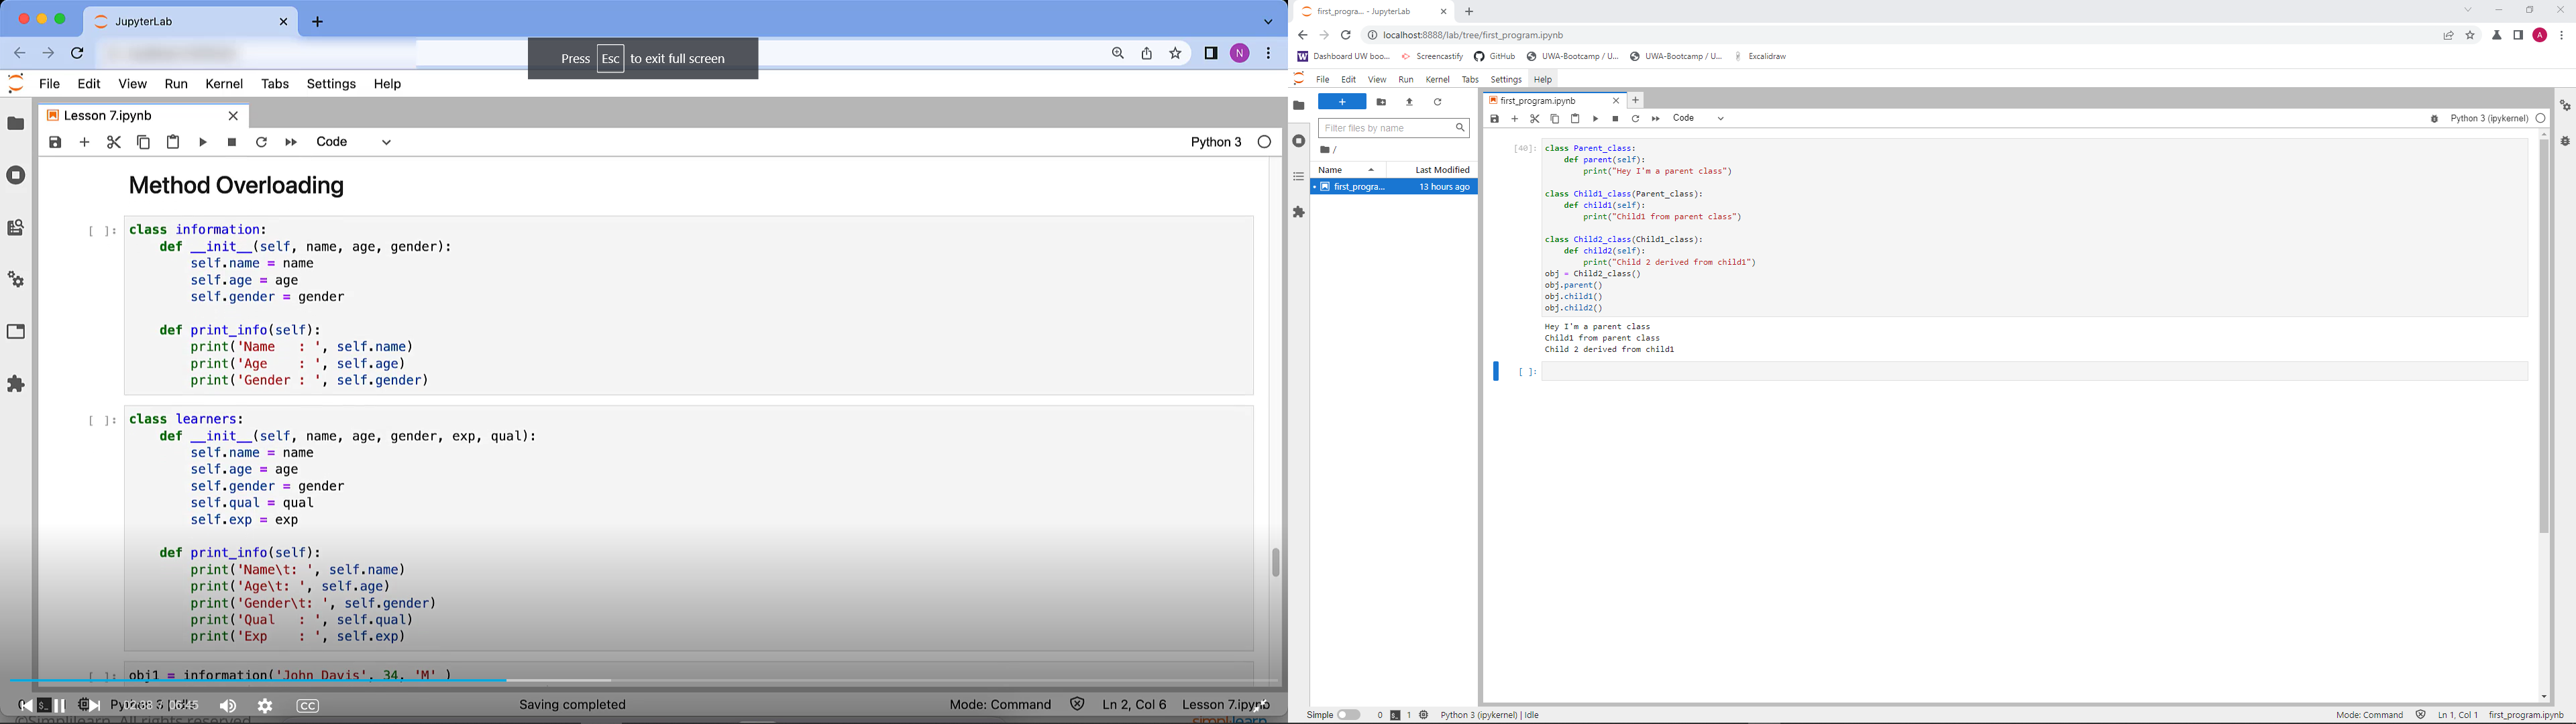 JupyterLab
Press Esc to exit full screen
N
File Edit View Run Kernel Tabs Settings Help
Lesson 7.ipynb
Code
Python 3
Method Overloading
[ ]:
class information:
    def __init__(self, name, age, gender):
        self.name = name
        self.age = age
        self.gender = gender
    def print_info(self):
        print('Name   : ', self.name)
        print('Age    : ', self.age)
        print('Gender : ', self.gender)
[ ]:
class learners:
    def __init__(self, name, age, gender, exp, qual):
        self.name = name
        self.age = age
        self.gender = gender
        self.qual = qual
        self.exp = exp
    def print_info(self):
        print('Name\t: ', self.name)
        print('Age\t: ', self.age)
        print('Gender\t: ', self.gender)
        print('Qual   : ', self.qual)
        print('Exp    : ', self.exp)
[ ]:
obj1 = information('John Davis', 34, 'M' )
06:45
CC
Saving completed
Mode: Command
Ln 2, Col 6
Lesson 7.ipynb
©Simplilearn. All rights reserved
simplilearn
first_progra... - JupyterLab
localhost:8888/lab/tree/first_program.ipynb
A
W Dashboard UW boo... Screencastify GitHub UWA-Bootcamp / U... UWA-Bootcamp / U... Excalidraw
File Edit View Run Kernel Tabs Settings Help
+
Filter files by name
/
Name Last Modified
first_progra... 13 hours ago
first_program.ipynb
Code
Python 3 (ipykernel)
[40]:
class Parent_class:
    def parent(self):
        print("Hey I'm a parent class")
class Child1_class(Parent_class):
    def child1(self):
        print("Child1 from parent class")
class Child2_class(Child1_class):
    def child2(self):
        print("Child 2 derived from child1")
obj = Child2_class()
obj.parent()
obj.child1()
obj.child2()
Hey I'm a parent class
Child1 from parent class
Child 2 derived from child1
[ ]:
Simple 0 1 Python 3 (ipykernel) | Idle
Mode: Command Ln 1, Col 1 first_program.ipynb